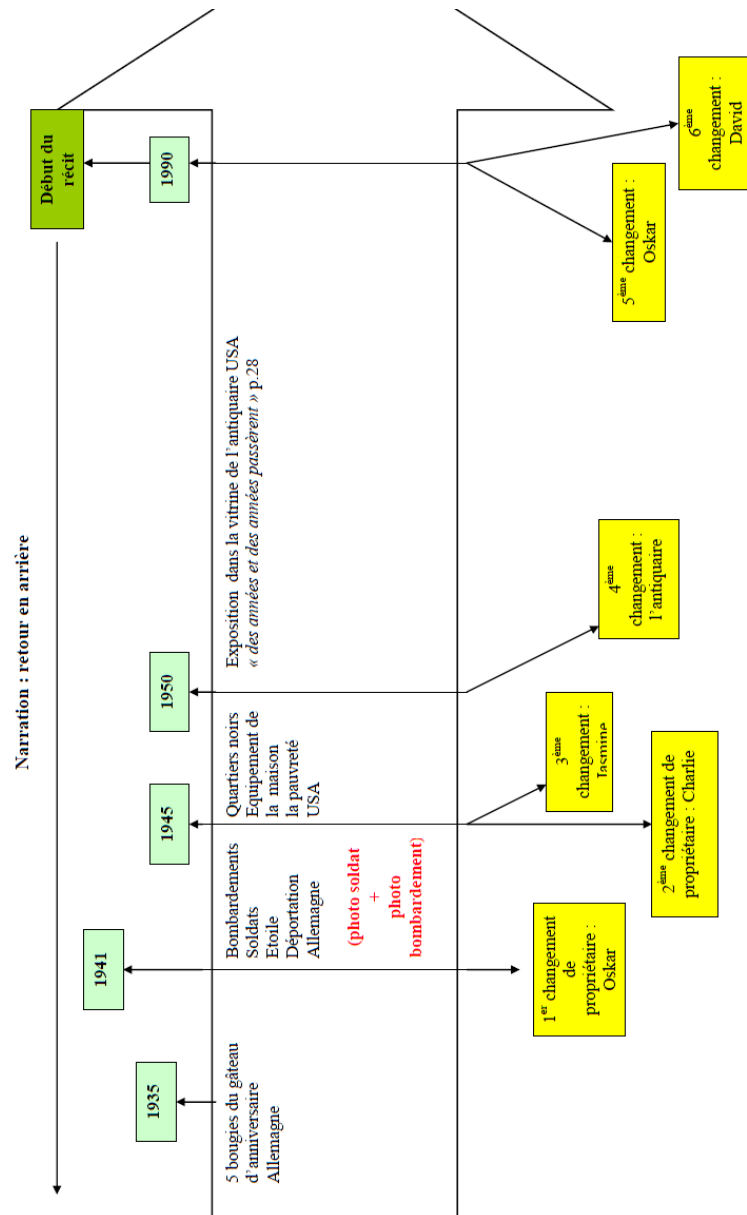 Narration : retour en arrière
Début du
récit
1935
1941
1945
1950
1990
5 bougies du gâteau
d'anniversaire
Allemagne
Bombardements
Soldats
Etoile
Déportation
Allemagne
(photo soldat
+
photo
bombardement)
Quartiers noirs
Equipement de
la maison
la pauvreté
USA
Exposition dans la vitrine de l'antiquaire USA
« des années et des années passèrent » p.28
1er changement
de
propriétaire :
Oskar
2ème changement de
propriétaire : Charlie
3ème
changement :
Jasmine
4ème
changement :
l'antiquaire
5ème changement :
Oskar
6ème
changement :
David